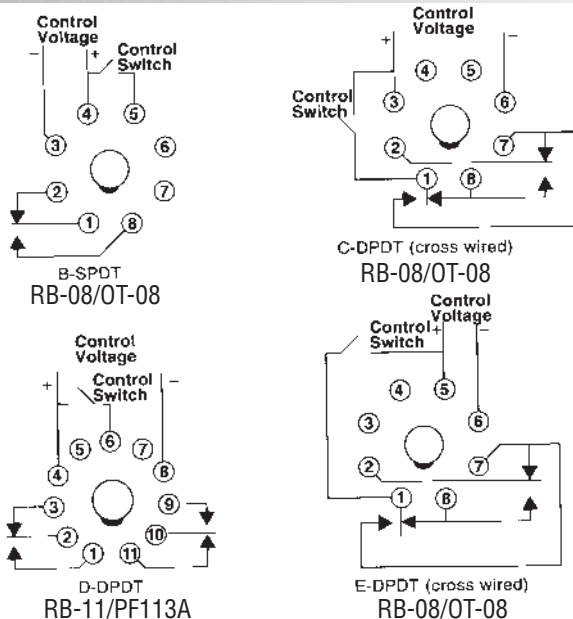 Control
Voltage
−
+
Control
Switch
4
5
3
6
2
7
1
8
B-SPDT
RB-08/OT-08
Control
Voltage
+
−
4
5
Control
Switch
3
6
2
7
1
8
C-DPDT (cross wired)
RB-08/OT-08
Control
Voltage
+
Control
Switch
−
6
5
7
4
8
3
9
2
10
1
11
D-DPDT
RB-11/PF113A
Control
Voltage
Control
Switch
+
−
4
5
3
6
2
7
1
8
E-DPDT (cross wired)
RB-08/OT-08